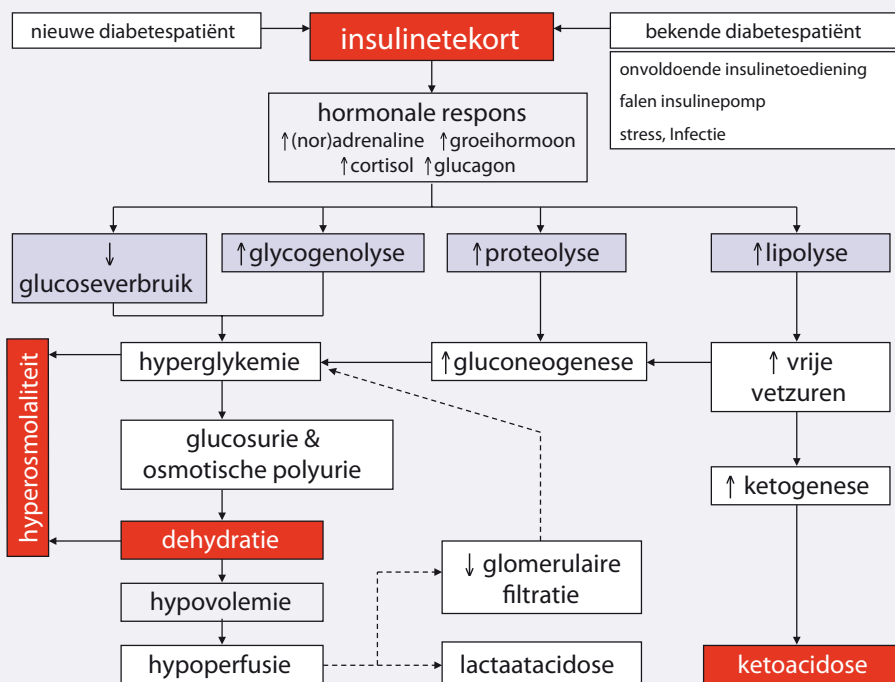 nieuwe diabetespatiënt
insulinetekort
bekende diabetespatiënt
onvoldoende insulinetoediening
falen insulinepomp
stress, Infectie
hormonale respons
↑(nor)adrenaline ↑groeihormoon
↑cortisol ↑glucagon
↓
glucoseverbruik
↑glycogenolyse
↑proteolyse
↑lipolyse
hyperosmolaliteit
hyperglykemie
↑gluconeogenese
↑ vrije
vetzuren
glucosurie &
osmotische polyurie
↑ ketogenese
dehydratie
↓ glomerulaire
filtratie
hypovolemie
hypoperfusie
lactaatacidose
ketoacidose